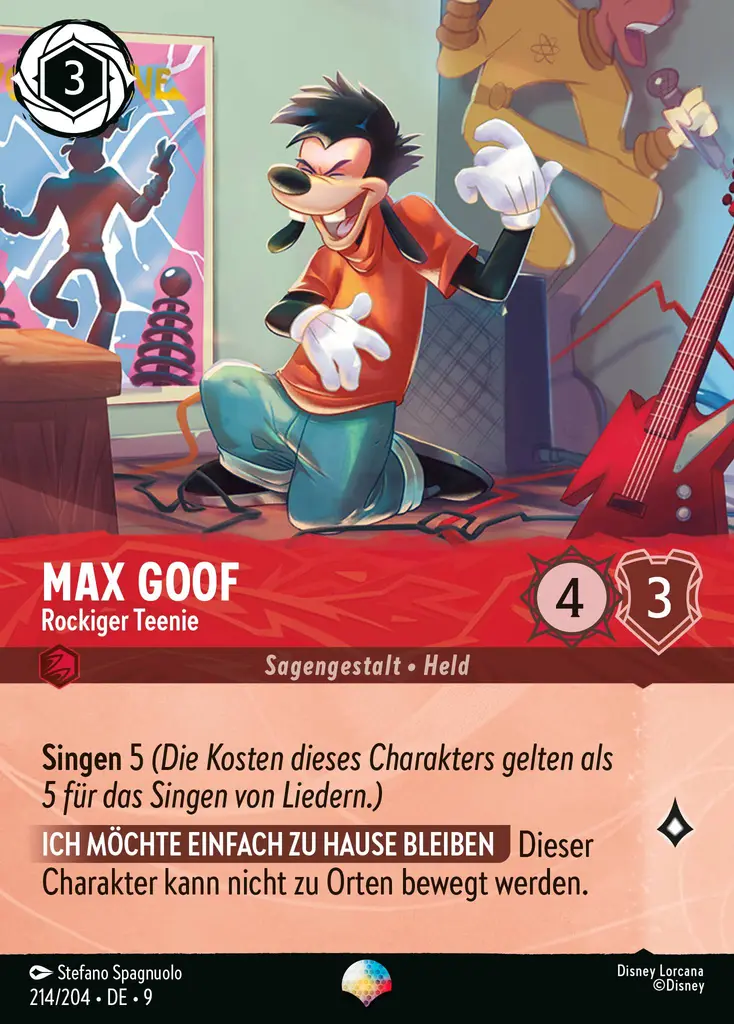 3
MAX GOOF
Rockiger Teenie
4
3
Sagengestalt • Held
Singen 5 (Die Kosten dieses Charakters gelten als
5 für das Singen von Liedern.)
ICH MÖCHTE EINFACH ZU HAUSE BLEIBEN Dieser
Charakter kann nicht zu Orten bewegt werden.
Stefano Spagnuolo
214/204 • DE • 9
Disney Lorcana
©Disney